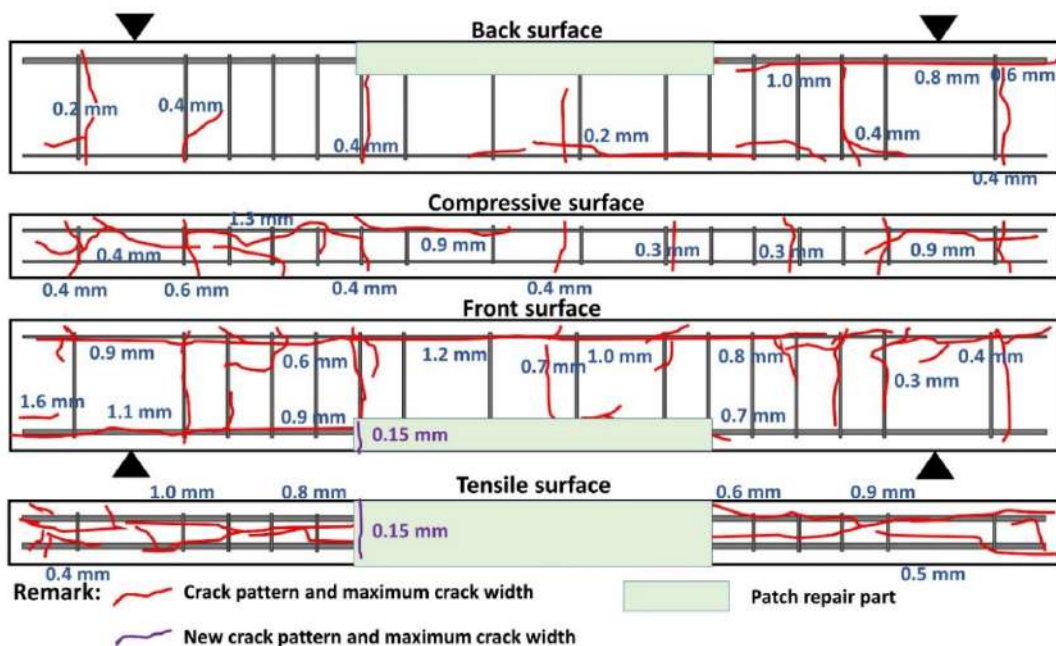 Back surface
0.2 mm
0.4 mm
0.4 mm
0.2 mm
1.0 mm
0.8 mm
0.6 mm
0.4 mm
0.4 mm
Compressive surface
1.3 mm
0.4 mm
0.9 mm
0.3 mm
0.3 mm
0.9 mm
0.4 mm
0.6 mm
0.4 mm
0.4 mm
Front surface
0.9 mm
0.6 mm
1.2 mm
0.7 mm
1.0 mm
0.8 mm
0.4 mm
0.3 mm
1.6 mm
1.1 mm
0.9 mm
0.7 mm
0.15 mm
Tensile surface
1.0 mm
0.8 mm
0.6 mm
0.9 mm
0.15 mm
0.4 mm
0.5 mm
Remark:
Crack pattern and maximum crack width
Patch repair part
New crack pattern and maximum crack width